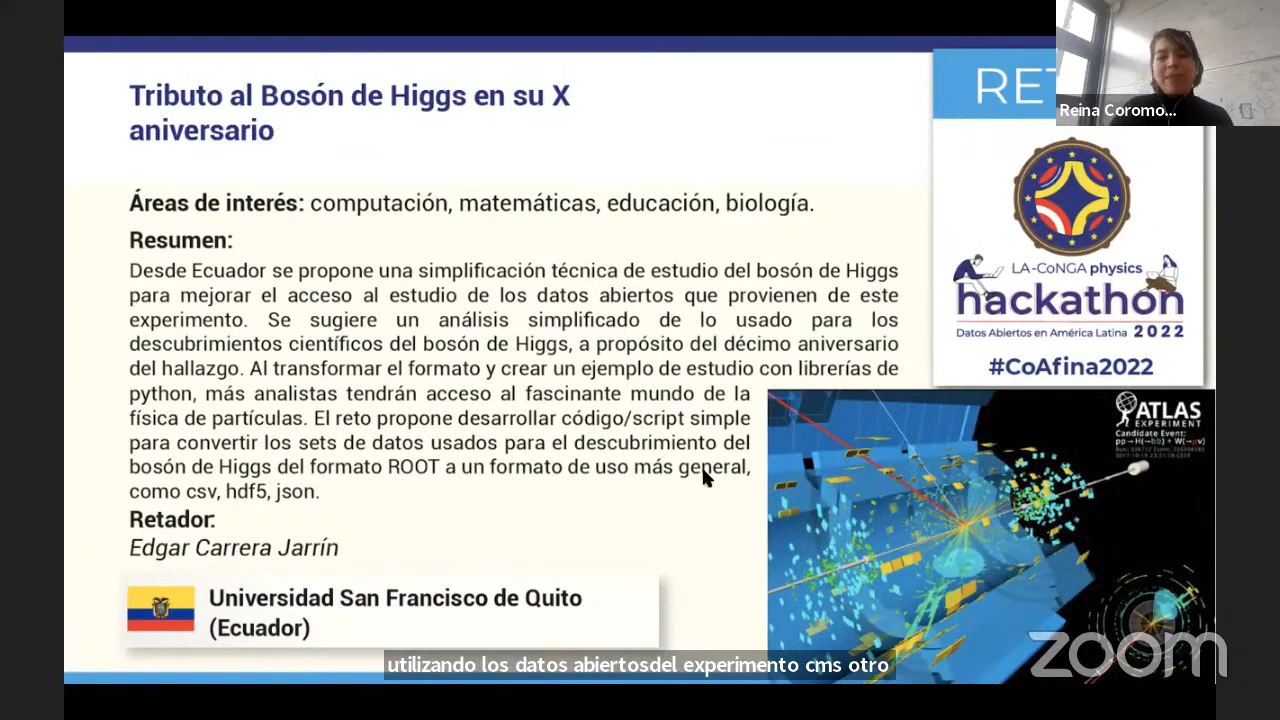 Tributo al Bosón de Higgs en su X
aniversario
RE
Reina Coromo...
Áreas de interés: computación, matemáticas, educación, biología.
Resumen:
Desde Ecuador se propone una simplificación técnica de estudio del bosón de Higgs
para mejorar el acceso al estudio de los datos abiertos que provienen de este
experimento. Se sugiere un análisis simplificado de lo usado para los
descubrimientos científicos del bosón de Higgs, a propósito del décimo aniversario
del hallazgo. Al transformar el formato y crear un ejemplo de estudio con librerías de
python, más analistas tendrán acceso al fascinante mundo de la
física de partículas. El reto propone desarrollar código/script simple
para convertir los sets de datos usados para el descubrimiento del
bosón de Higgs del formato ROOT a un formato de uso más general,
como csv, hdf5, json.
Retador:
Edgar Carrera Jarrín
Universidad San Francisco de Quito
(Ecuador)
LA-CoNGA physics
hackathon
Datos Abiertos en América Latina 2022
#CoAfina2022
ATLAS
EXPERIMENT
Candidate Event:
pp→H(→bb) + W(→μν)
utilizando los datos abiertosdel experimento cms otro
zoom